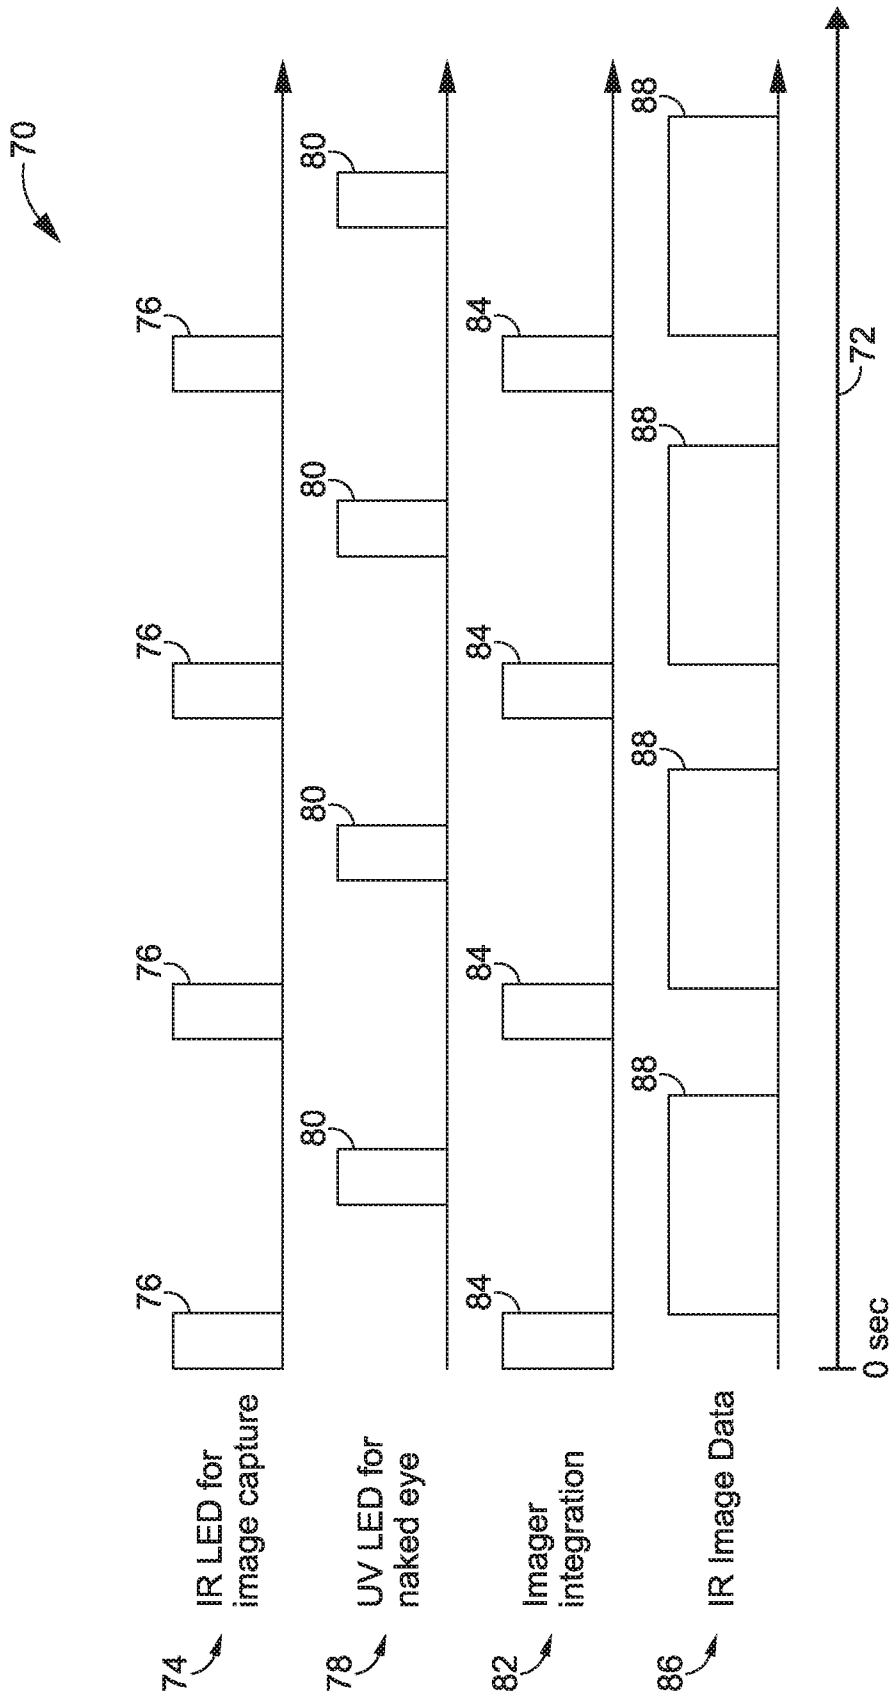 70
74
IR LED for
image capture
76
76
76
76
78
UV LED for
naked eye
80
80
80
80
82
Imager
integration
84
84
84
84
86
IR Image Data
88
88
88
88
0 sec
72